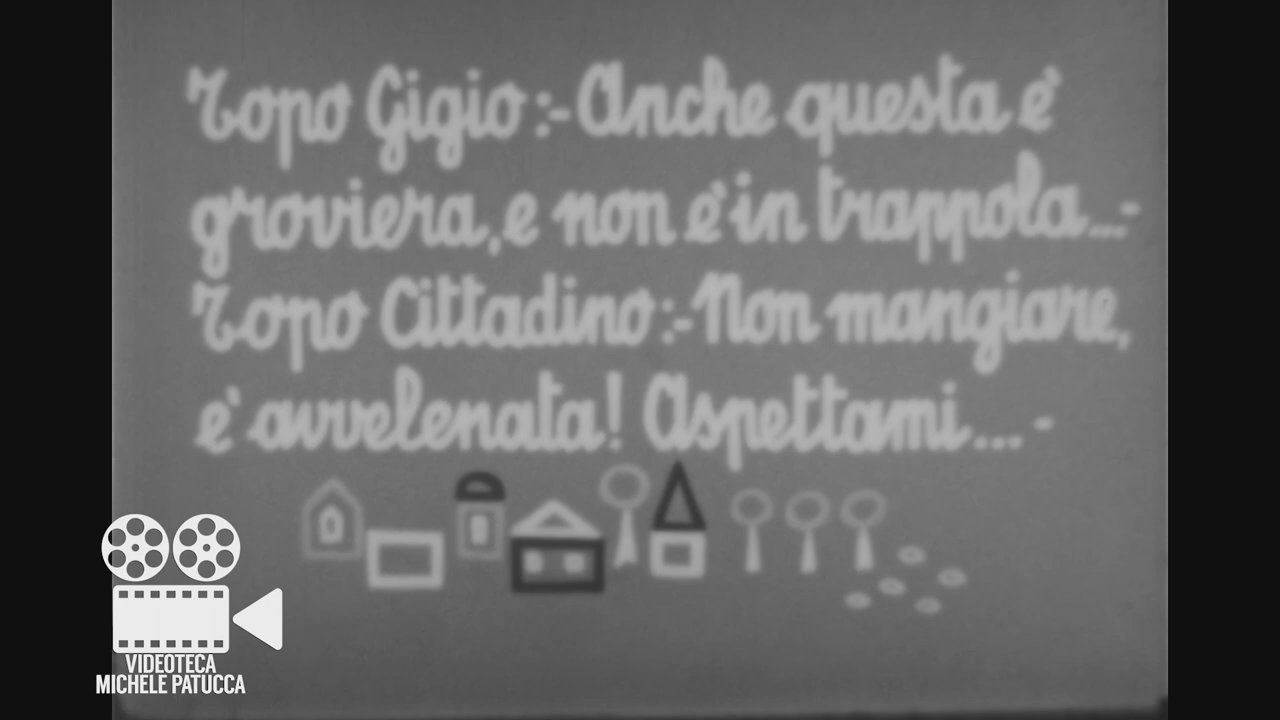 Topo Gigio:-Anche questa è
groviera, e non è in trappola...-
Topo Cittadino:-Non mangiare,
è avvelenata! Aspettami...-
VIDEOTECA
MICHELE PATUCCA